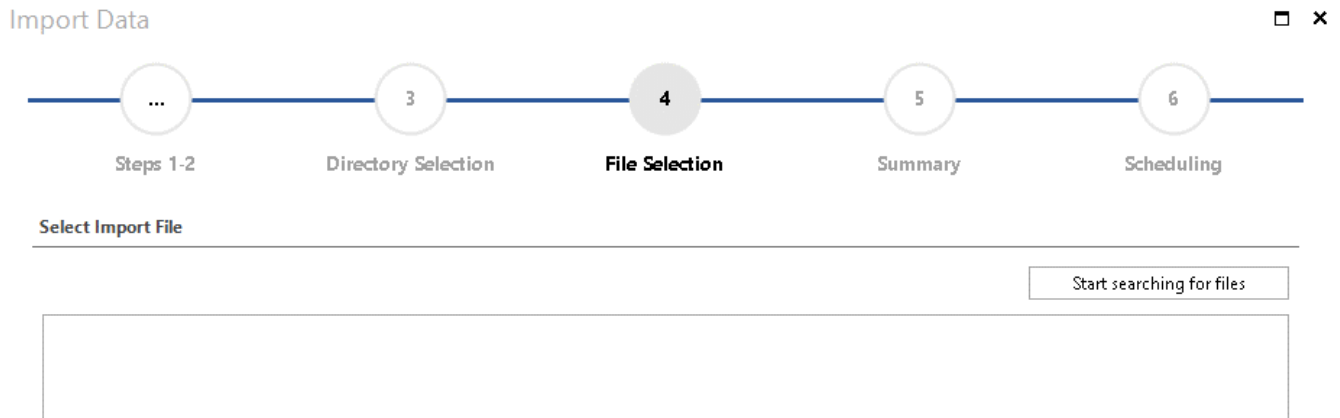 Import Data
... 3 4 5 6
Steps 1-2 Directory Selection File Selection Summary Scheduling
Select Import File
Start searching for files